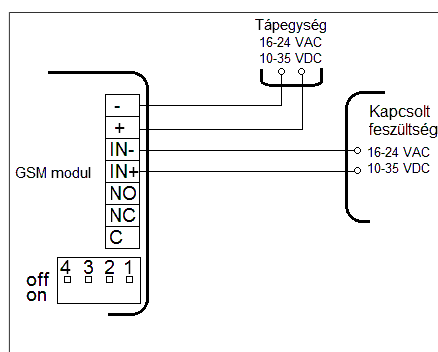 Tápegység
16-24 VAC
10-35 VDC
Kapcsolt
feszültség
16-24 VAC
10-35 VDC
GSM modul
-
+
IN-
IN+
NO
NC
C
4 3 2 1
off
on